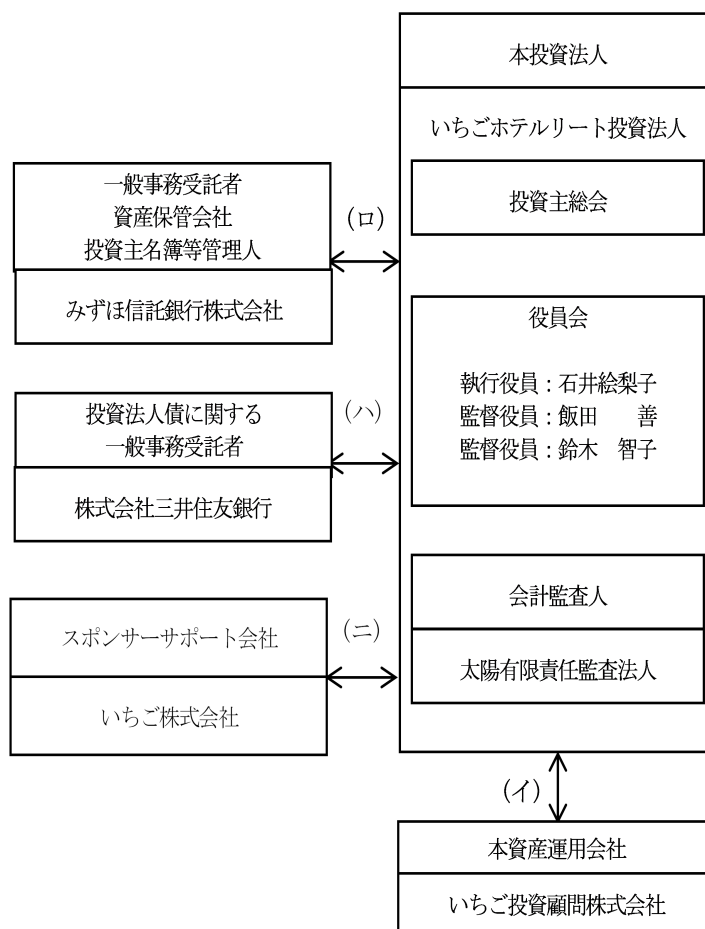 本投資法人
いちごホテルリート投資法人
投資主総会
役員会
執行役員：石井絵梨子
監督役員：飯田　　善
監督役員：鈴木　智子
会計監査人
太陽有限責任監査法人
一般事務受託者
資産保管会社
投資主名簿等管理人
みずほ信託銀行株式会社
(ロ)
投資法人債に関する
一般事務受託者
株式会社三井住友銀行
(ハ)
スポンサーサポート会社
いちご株式会社
(ニ)
(イ)
本資産運用会社
いちご投資顧問株式会社